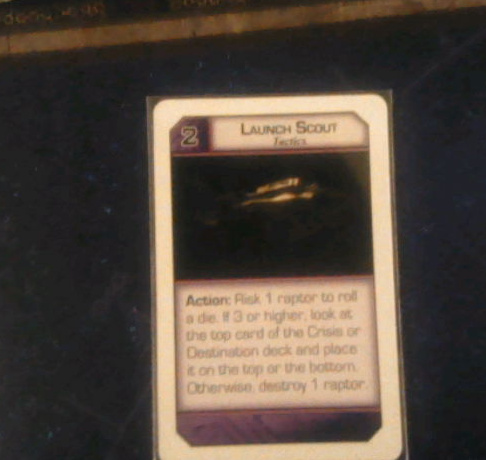 2
LAUNCH SCOUT
Tactics
Action: Risk 1 raptor to roll
a die. If 3 or higher, look at
the top card of the Crisis or
Destination deck and place
it on the top or the bottom.
Otherwise, destroy 1 raptor.